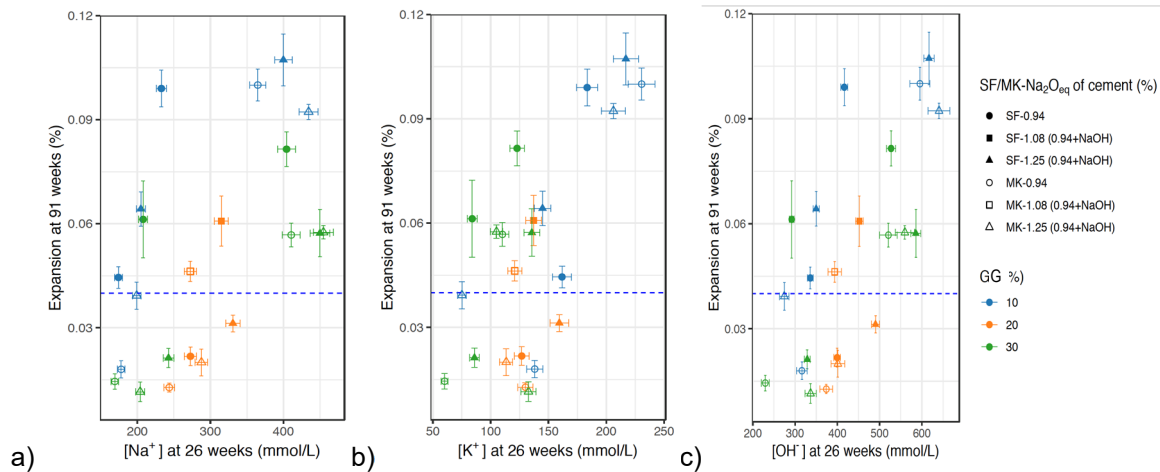 0.12
0.09
0.06
0.03
200
300
400
Expansion at 91 weeks (%)
[Na+] at 26 weeks (mmol/L)
a)
0.12
0.09
0.06
0.03
50
100
150
200
250
Expansion at 91 weeks (%)
[K+] at 26 weeks (mmol/L)
b)
0.12
0.09
0.06
0.03
200
300
400
500
600
Expansion at 91 weeks (%)
[OH-] at 26 weeks (mmol/L)
c)
SF/MK-Na2Oeq of cement (%)
SF-0.94
SF-1.08 (0.94+NaOH)
SF-1.25 (0.94+NaOH)
MK-0.94
MK-1.08 (0.94+NaOH)
MK-1.25 (0.94+NaOH)
GG %)
10
20
30